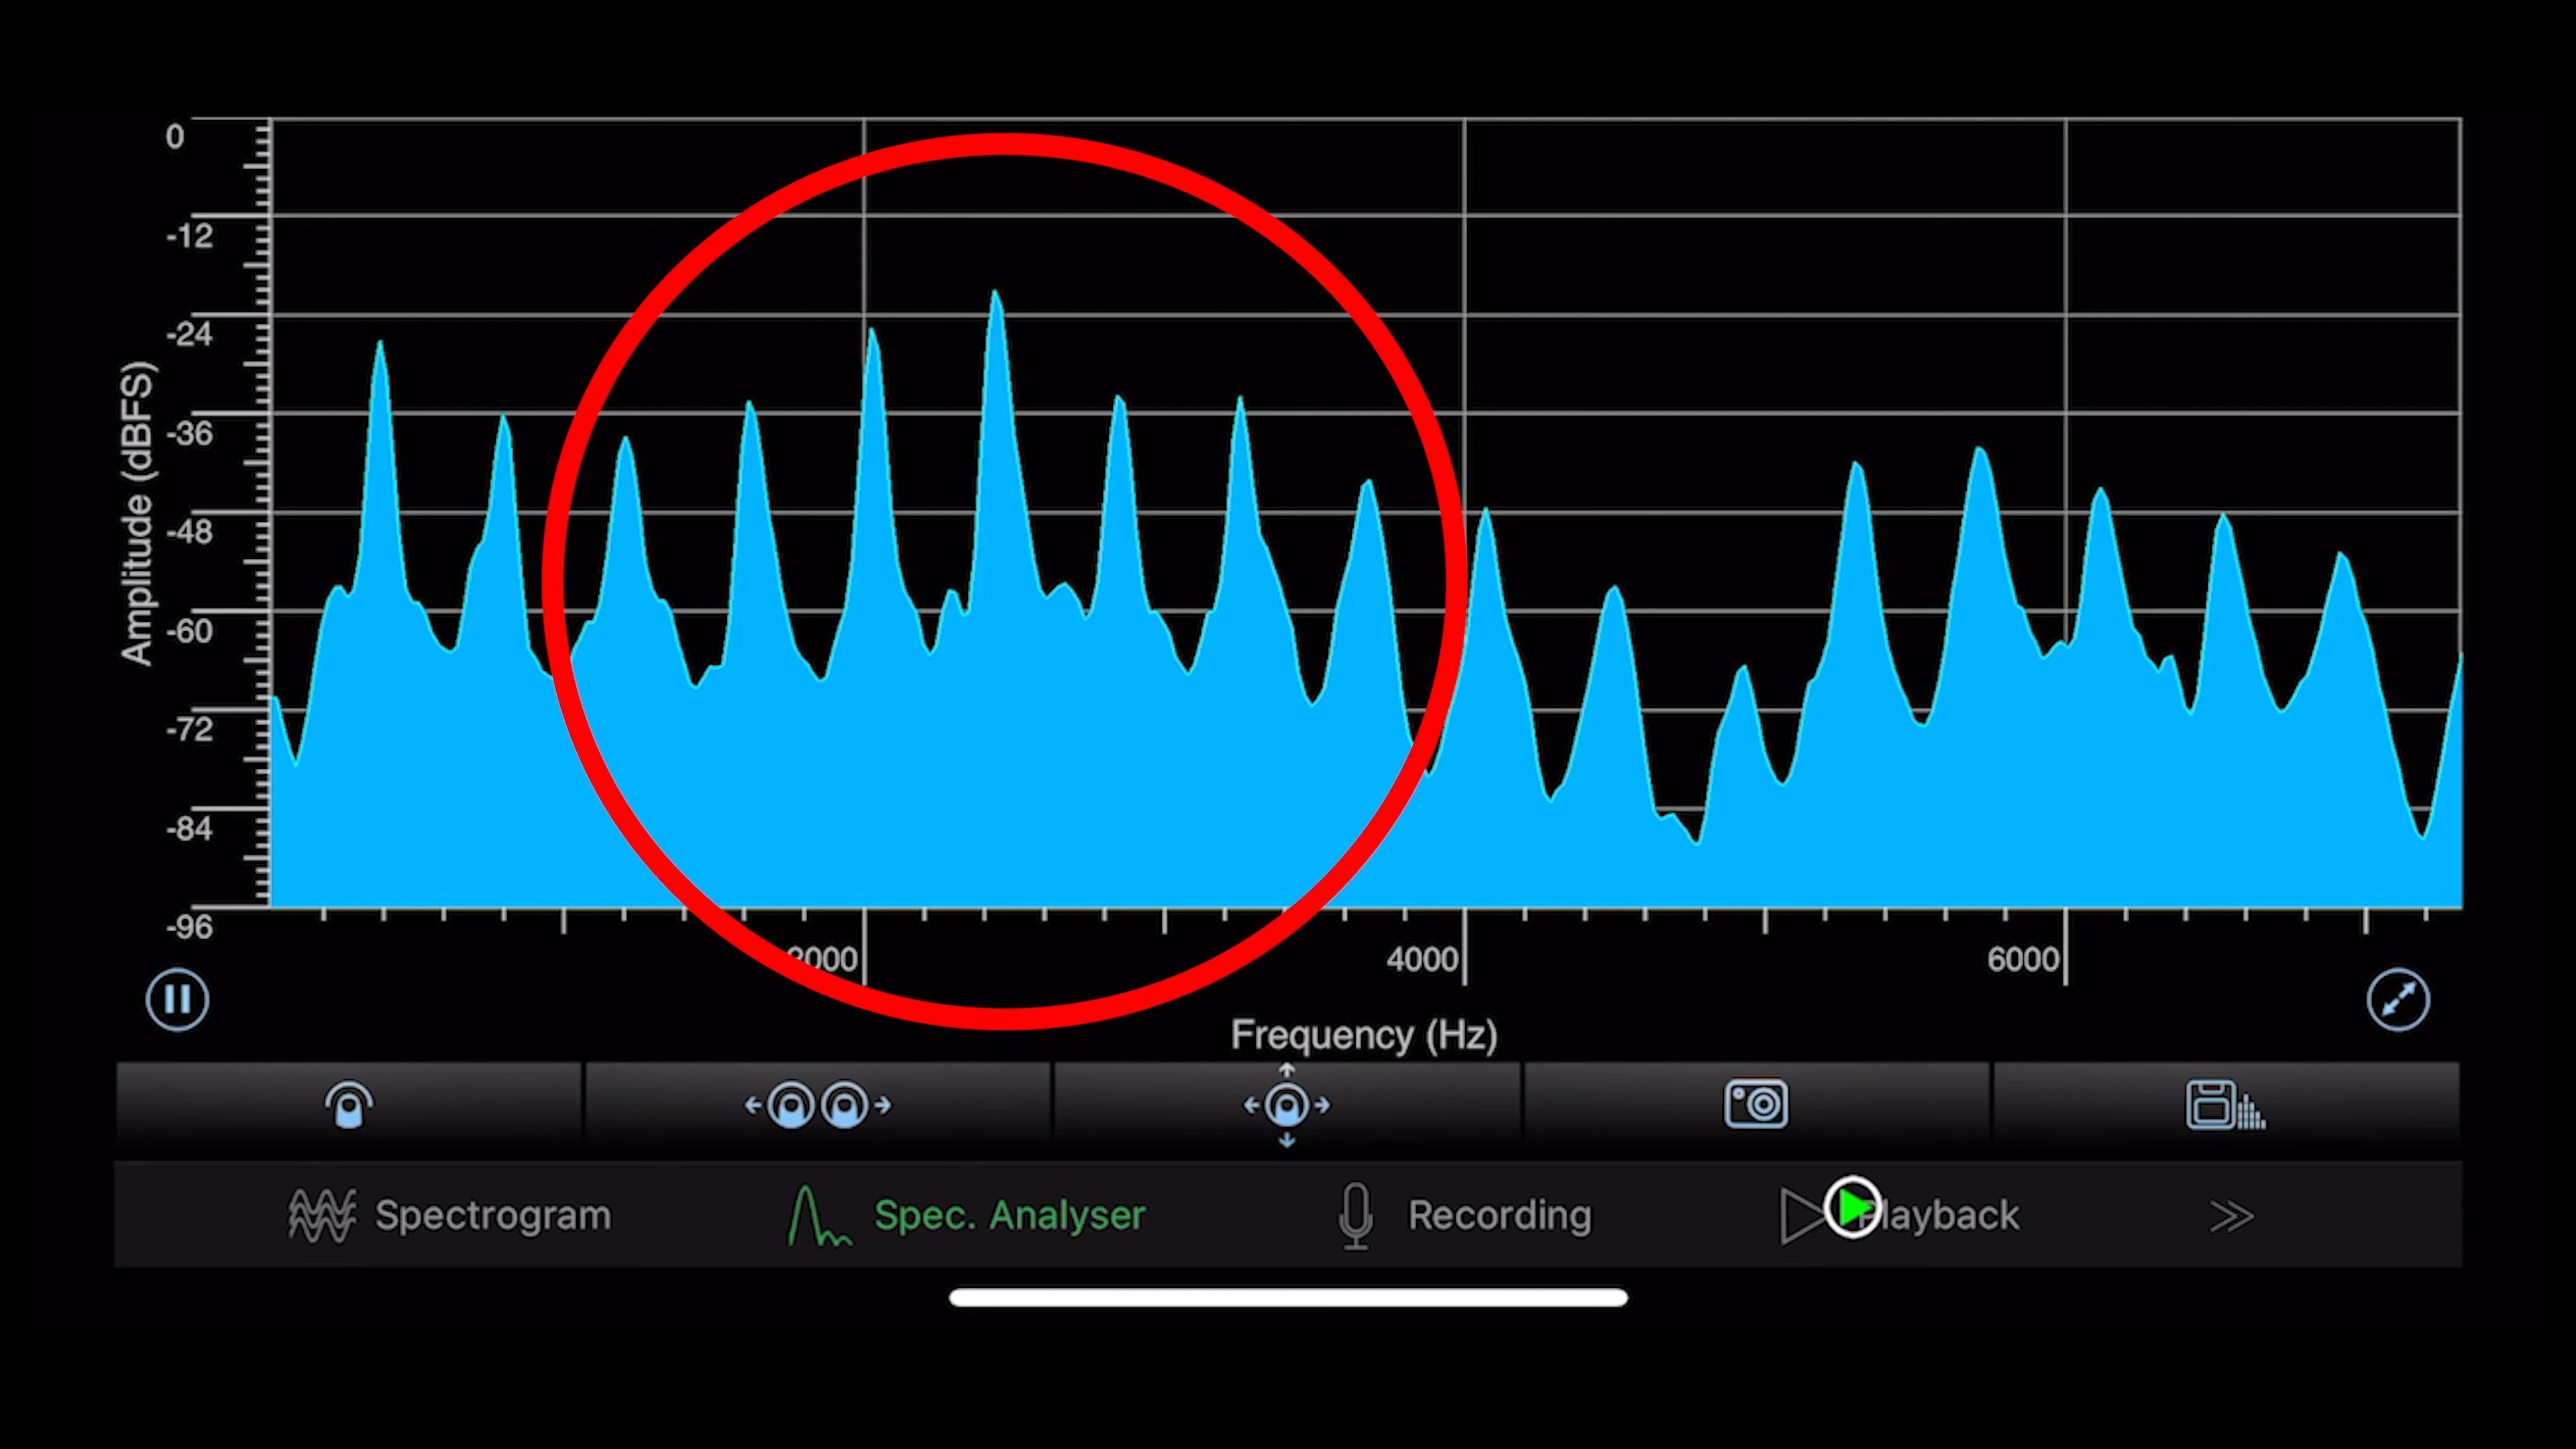 0
-12
-24
-36
-48
-60
-72
-84
-96
Amplitude (dBFS)
2000
4000
6000
Frequency (Hz)
Spectrogram
Spec. Analyser
Recording
Playback